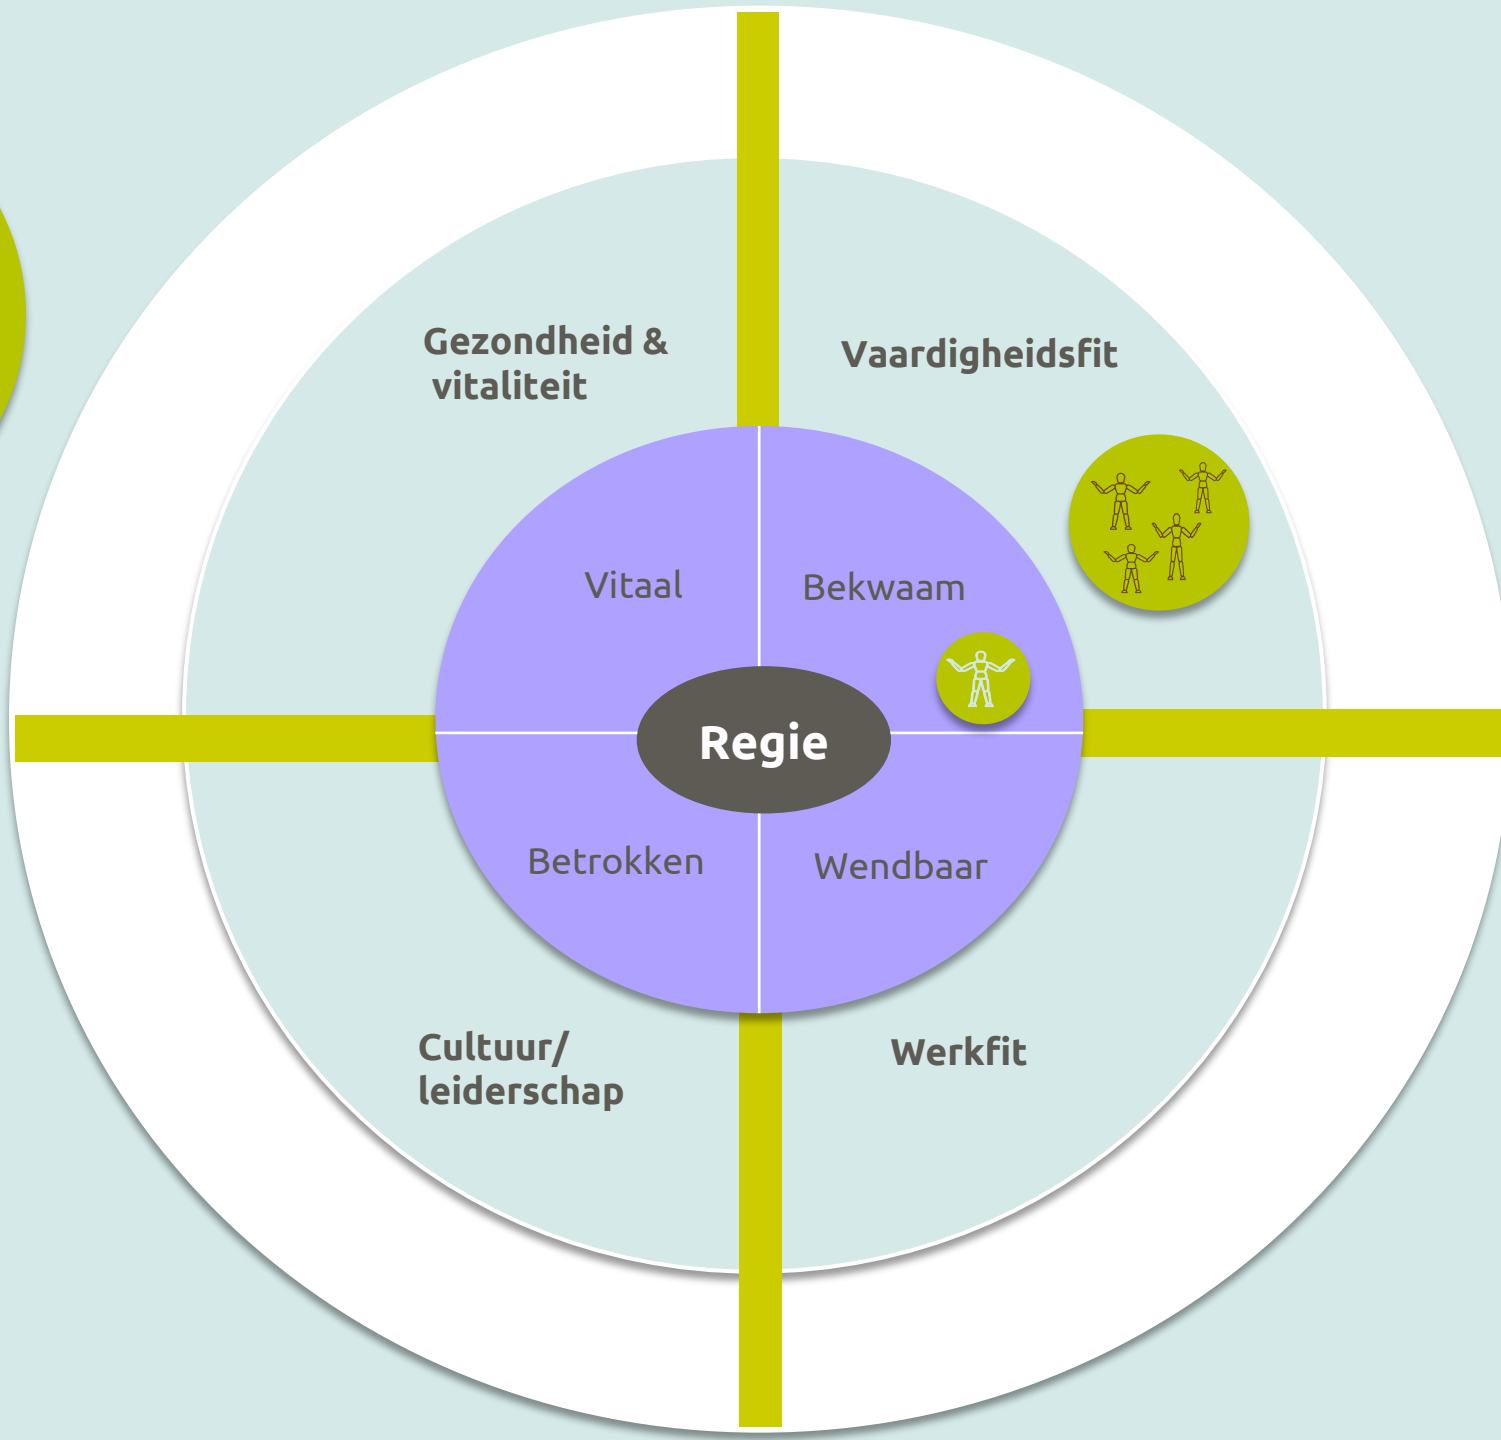 Gezondheid &
vitaliteit
Vaardigheidsfit
Vitaal
Bekwaam
Regie
Betrokken
Wendbaar
Cultuur/
leiderschap
Werkfit